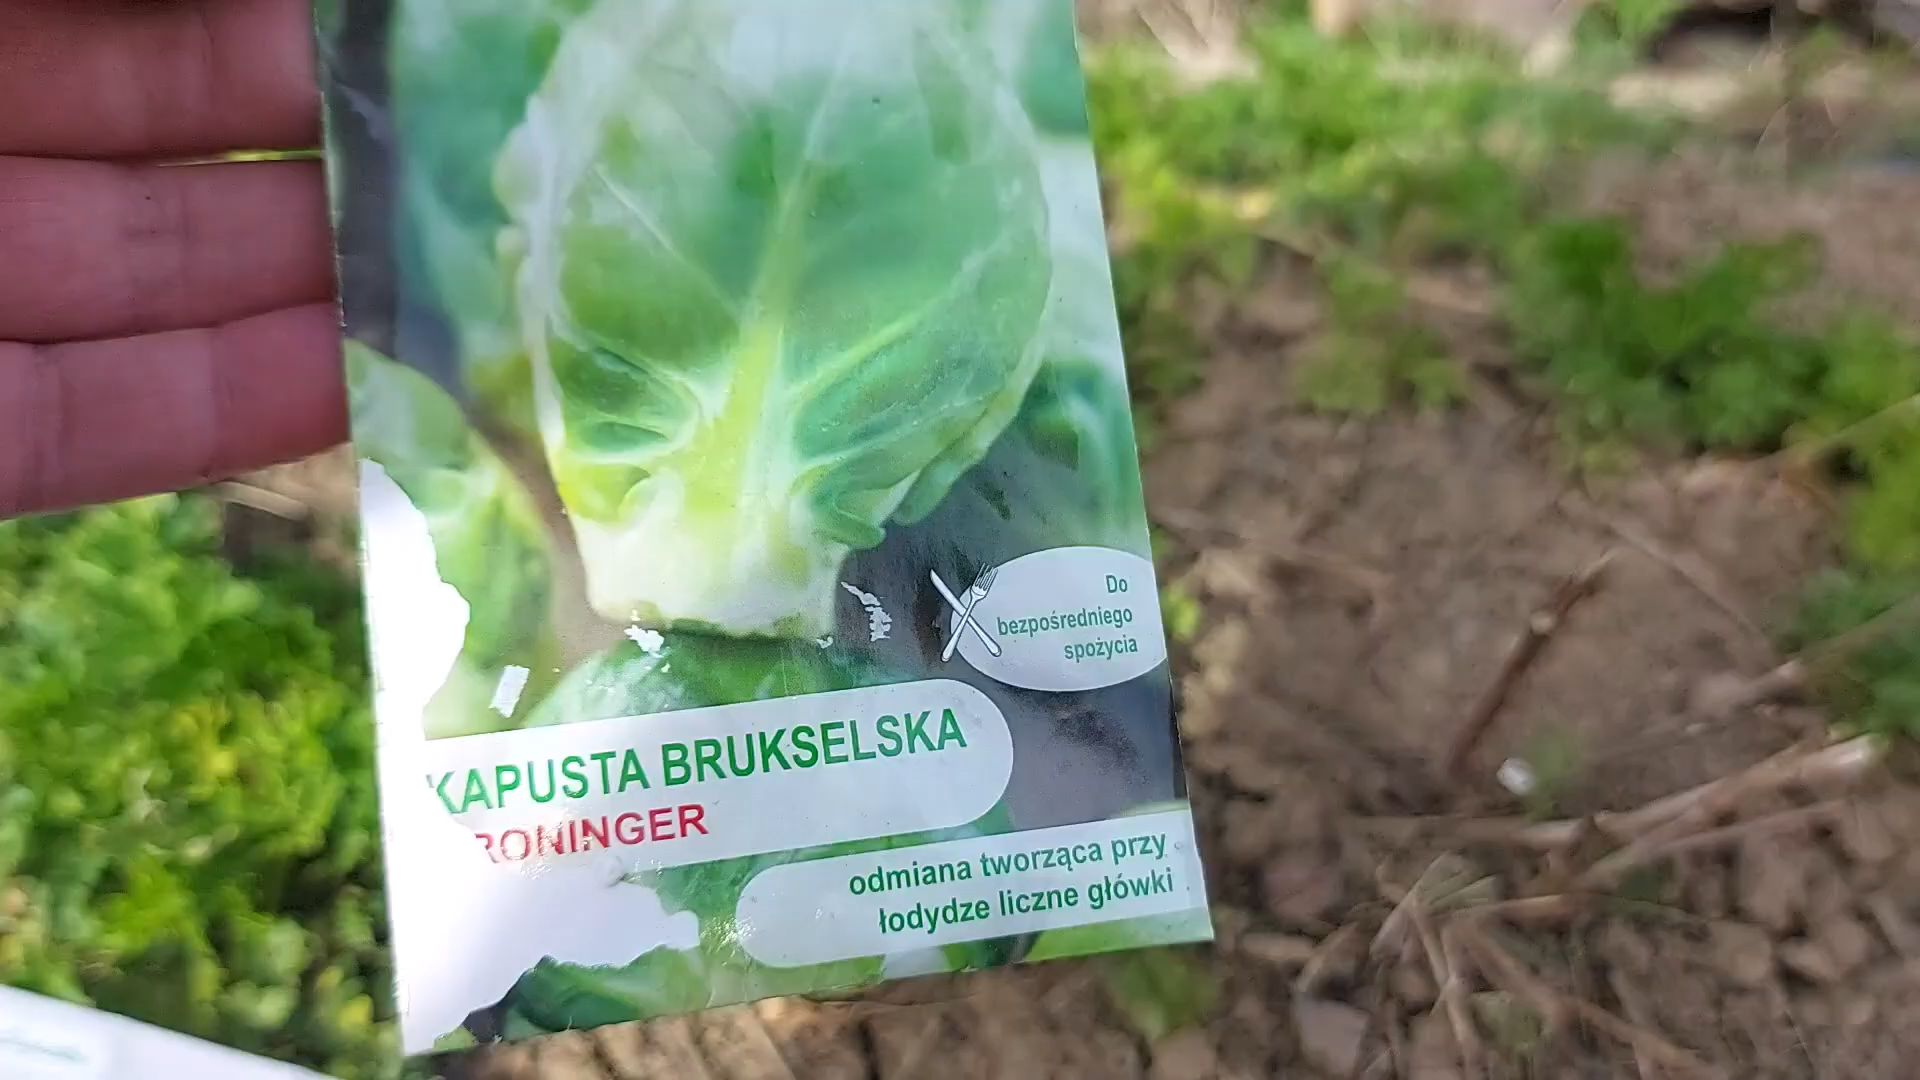 Do
bezpośredniego
spożycia
KAPUSTA BRUKSELSKA
RONINGER
odmiana tworząca przy
łodydze liczne główki